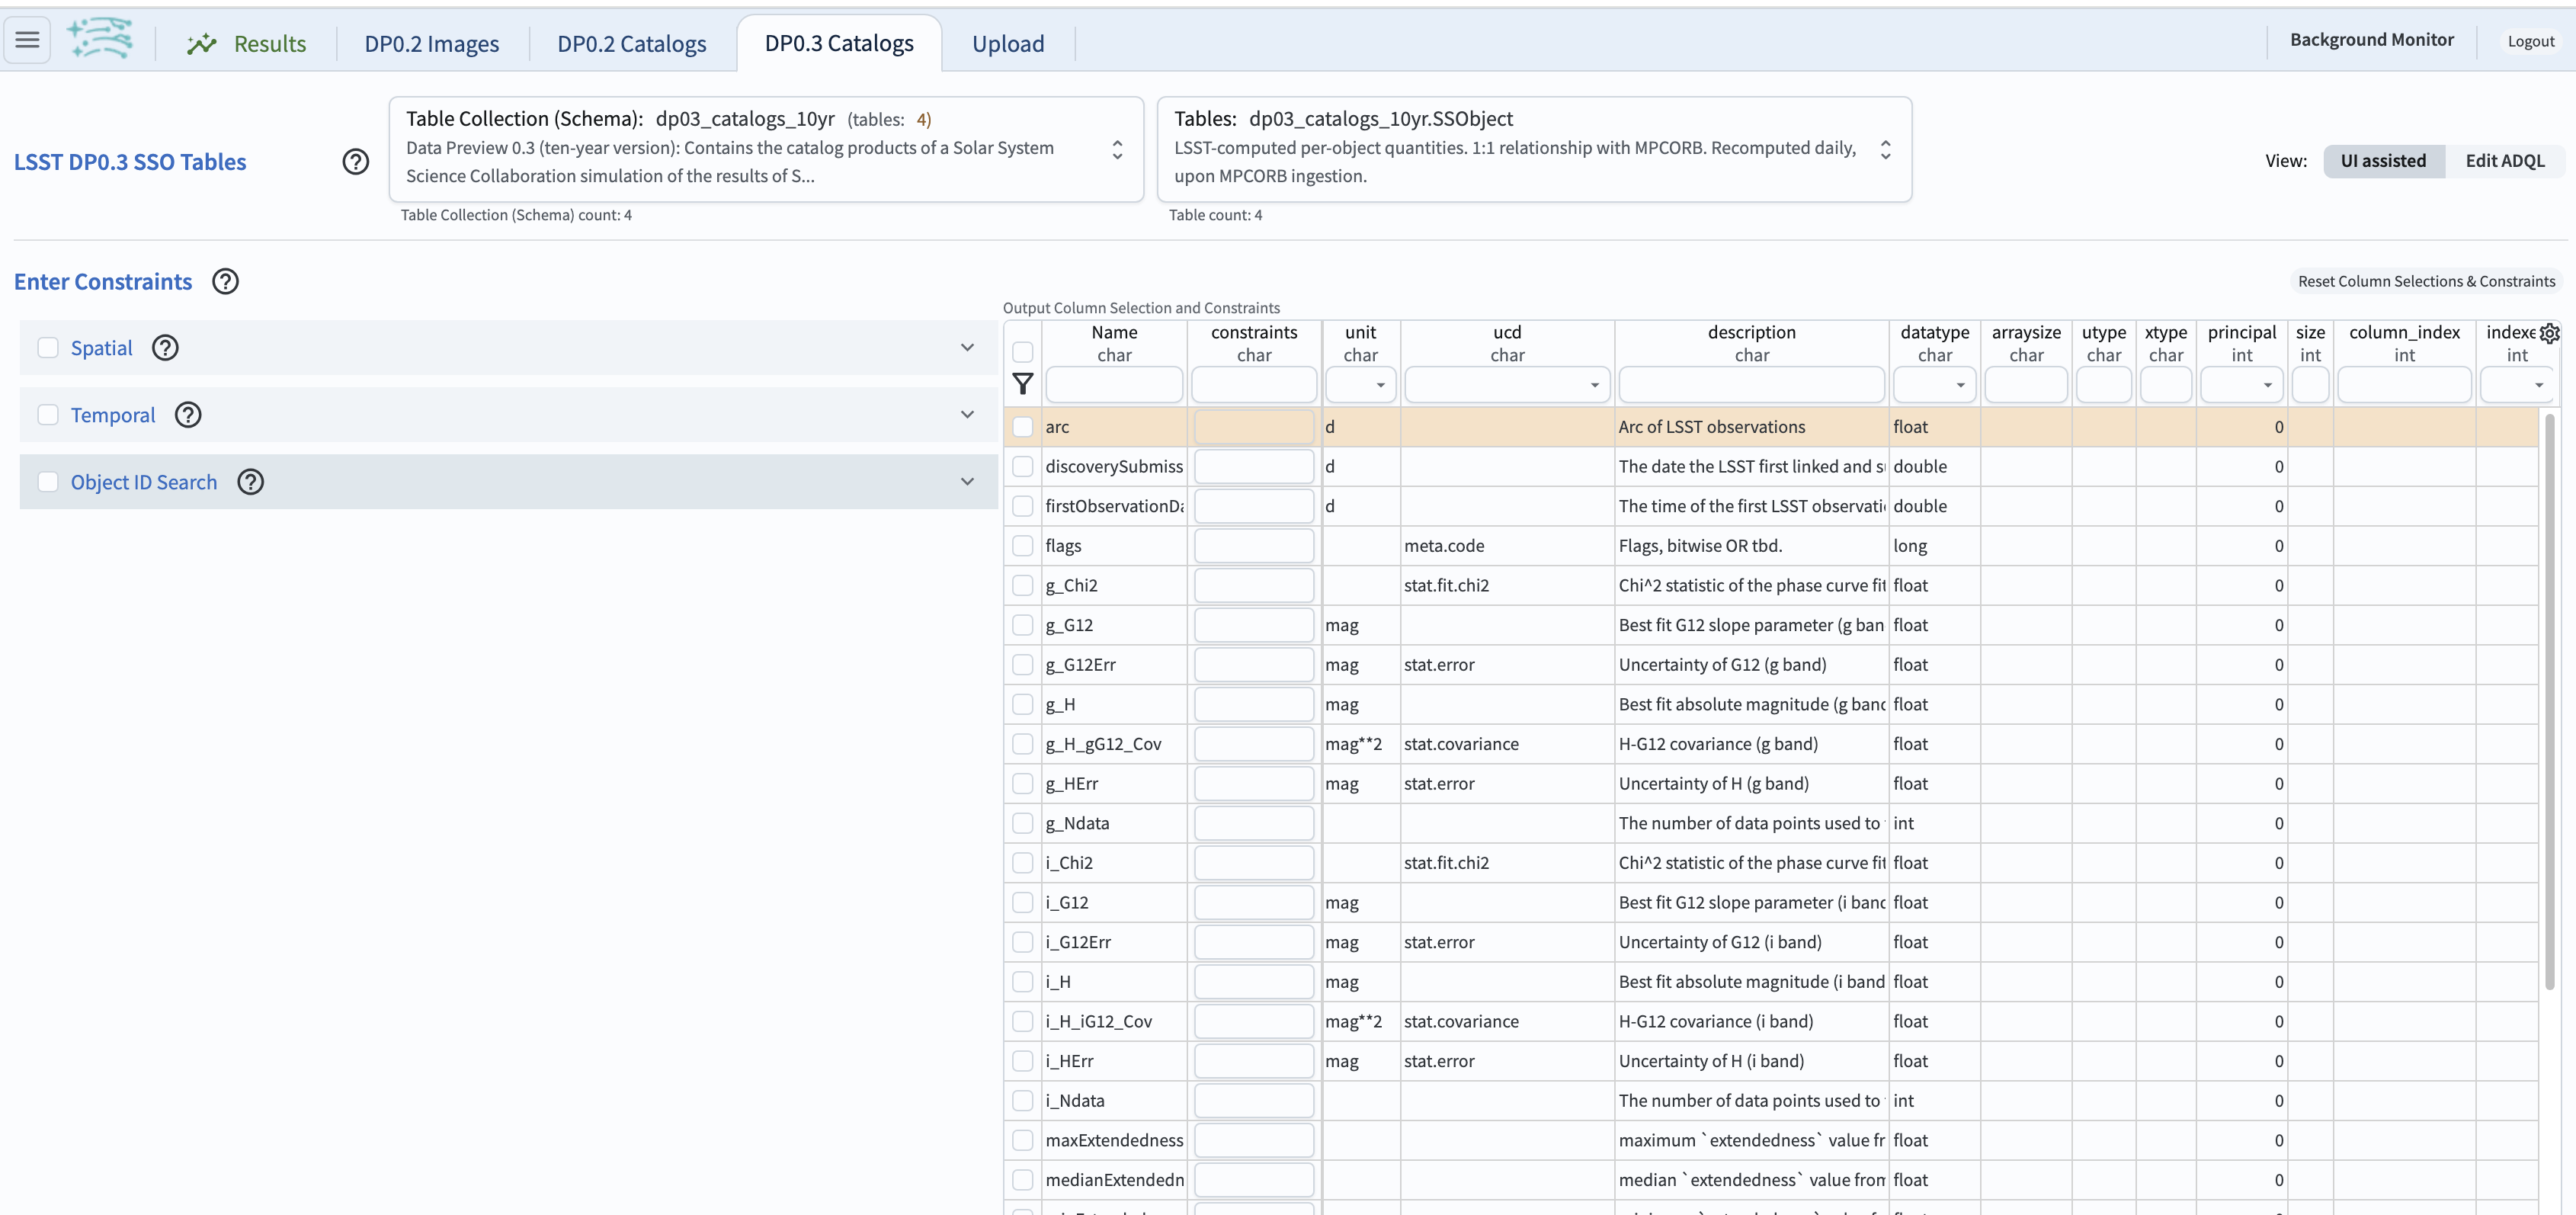 Results
DP0.2 Images
DP0.2 Catalogs
DP0.3 Catalogs
Upload
Background Monitor
Logout
LSST DP0.3 SSO Tables
Table Collection (Schema): dp03_catalogs_10yr (tables: 4)
Data Preview 0.3 (ten-year version): Contains the catalog products of a Solar System
Science Collaboration simulation of the results of S...
Table Collection (Schema) count: 4
Tables: dp03_catalogs_10yr.SSObject
LSST-computed per-object quantities. 1:1 relationship with MPCORB. Recomputed daily,
upon MPCORB ingestion.
Table count: 4
View: UI assisted Edit ADQL
Enter Constraints
Reset Column Selections & Constraints
Spatial
Temporal
Object ID Search
Output Column Selection and Constraints
Name constraints unit ucd description datatype arraysize utype xtype principal size column_index indexe
char char char char char char char char char int int int int
arc d Arc of LSST observations float 0
discoverySubmiss d The date the LSST first linked and s double 0
firstObservationDa d The time of the first LSST observati double 0
flags meta.code Flags, bitwise OR tbd. long 0
g_Chi2 stat.fit.chi2 Chi^2 statistic of the phase curve fit float 0
g_G12 mag Best fit G12 slope parameter (g ban float 0
g_G12Err mag stat.error Uncertainty of G12 (g band) float 0
g_H mag Best fit absolute magnitude (g band float 0
g_H_gG12_Cov mag**2 stat.covariance H-G12 covariance (g band) float 0
g_HErr mag stat.error Uncertainty of H (g band) float 0
g_Ndata The number of data points used to int 0
i_Chi2 stat.fit.chi2 Chi^2 statistic of the phase curve fit float 0
i_G12 mag Best fit G12 slope parameter (i band float 0
i_G12Err mag stat.error Uncertainty of G12 (i band) float 0
i_H mag Best fit absolute magnitude (i band float 0
i_H_iG12_Cov mag**2 stat.covariance H-G12 covariance (i band) float 0
i_HErr mag stat.error Uncertainty of H (i band) float 0
i_Ndata The number of data points used to int 0
maxExtendedness maximum `extendedness` value fr float 0
medianExtendedn median `extendedness` value from float 0